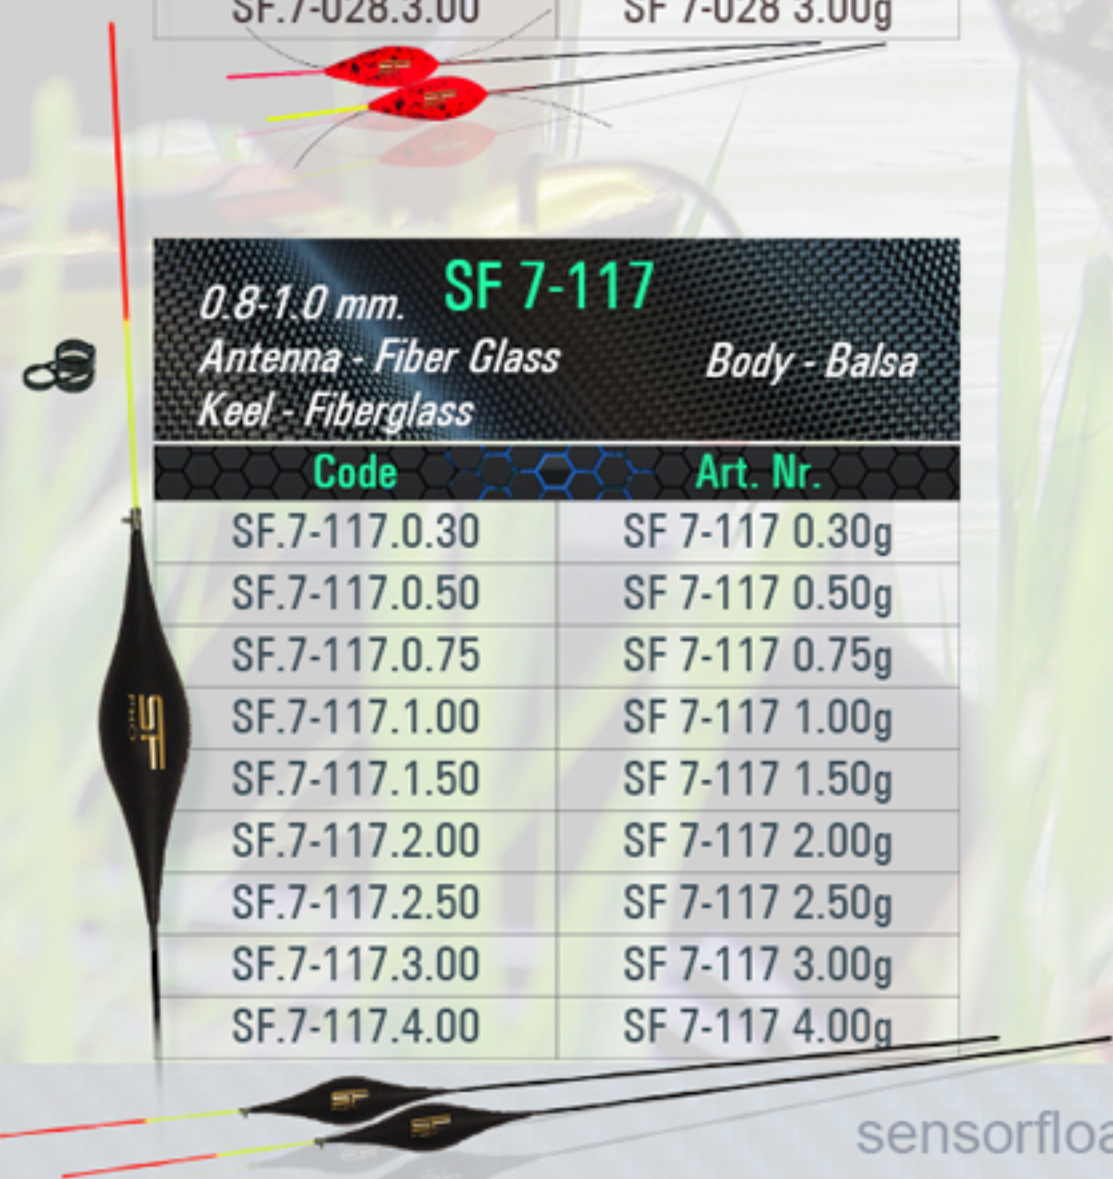 SF.7-028.3.00 SF 7-028 3.00g
SF 7-117
0.8-1.0 mm.
Antenna - Fiber Glass Body - Balsa
Keel - Fiberglass
Code Art. Nr.
SF.7-117.0.30 SF 7-117 0.30g
SF.7-117.0.50 SF 7-117 0.50g
SF.7-117.0.75 SF 7-117 0.75g
SF.7-117.1.00 SF 7-117 1.00g
SF.7-117.1.50 SF 7-117 1.50g
SF.7-117.2.00 SF 7-117 2.00g
SF.7-117.2.50 SF 7-117 2.50g
SF.7-117.3.00 SF 7-117 3.00g
SF.7-117.4.00 SF 7-117 4.00g
SF
PRO
SF
SF
sensorfloa